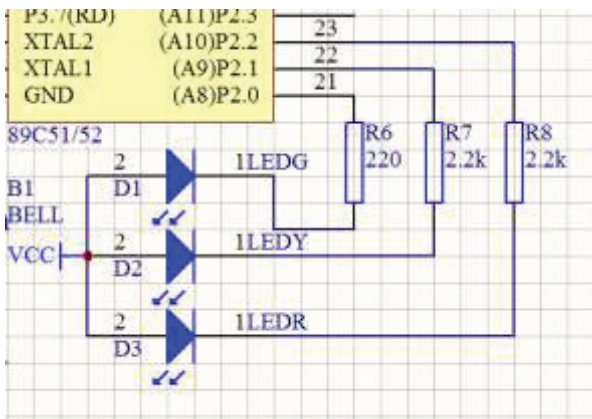 P3.7(RD) (A11)P2.3
XTAL2 (A10)P2.2 23
XTAL1 (A9)P2.1 22
GND (A8)P2.0 21
89C51/52
R6 R7 R8
220 2.2k 2.2k
2 1LEDG
D1
B1
BELL
2 1LEDY
VCC D2
2 1LEDR
D3